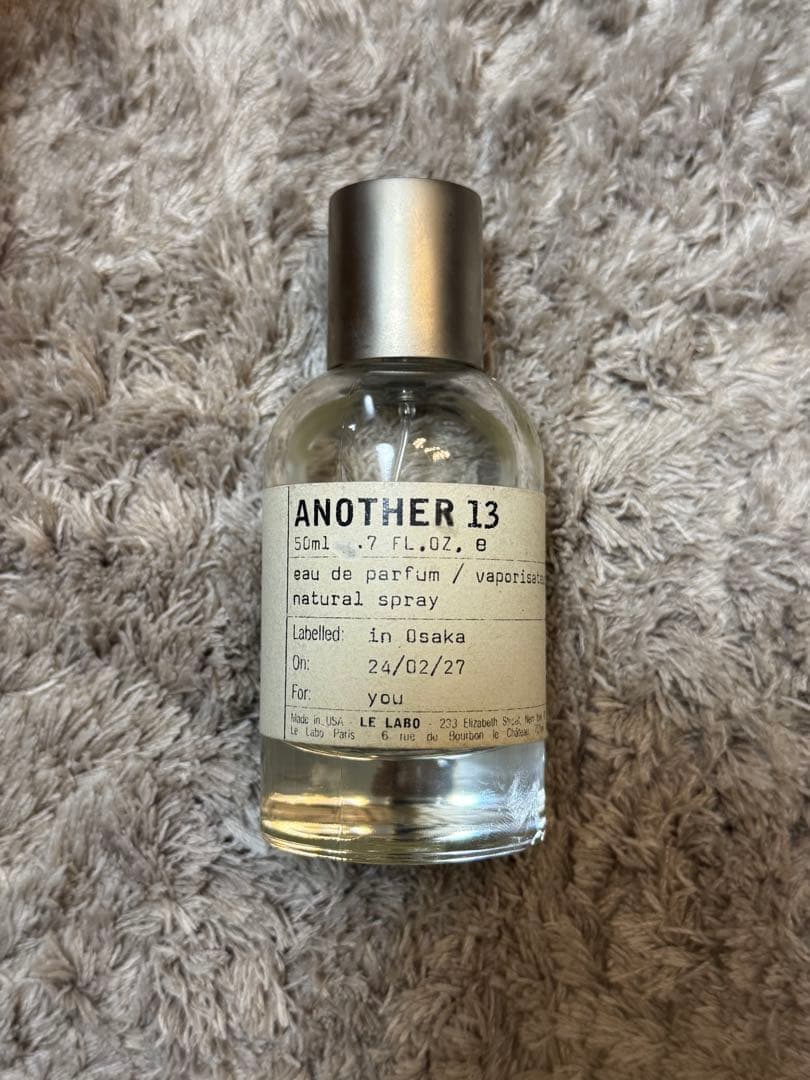 ANOTHER 13
50ml .7 FL.OZ. e
eau de parfum / vaporisate
natural spray
Labelled: in Osaka
On: 24/02/27
For: you
Made in USA - LE LABO - 233 Elizabeth Street, New York
Le Labo Paris - 6 rue du Bourbon le Château,